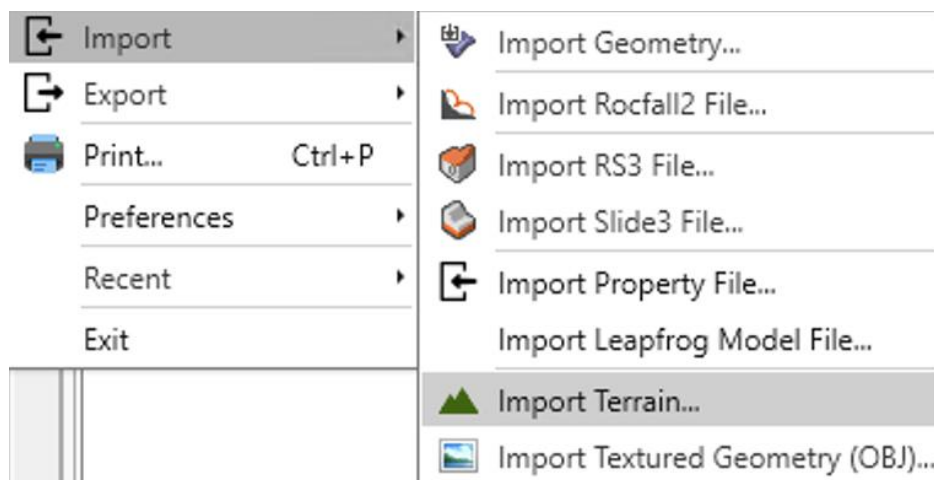 Import
Export
Print... Ctrl+P
Preferences
Recent
Exit
Import Geometry...
Import Rocfall2 File...
Import RS3 File...
Import Slide3 File...
Import Property File...
Import Leapfrog Model File...
Import Terrain...
Import Textured Geometry (OBJ)...